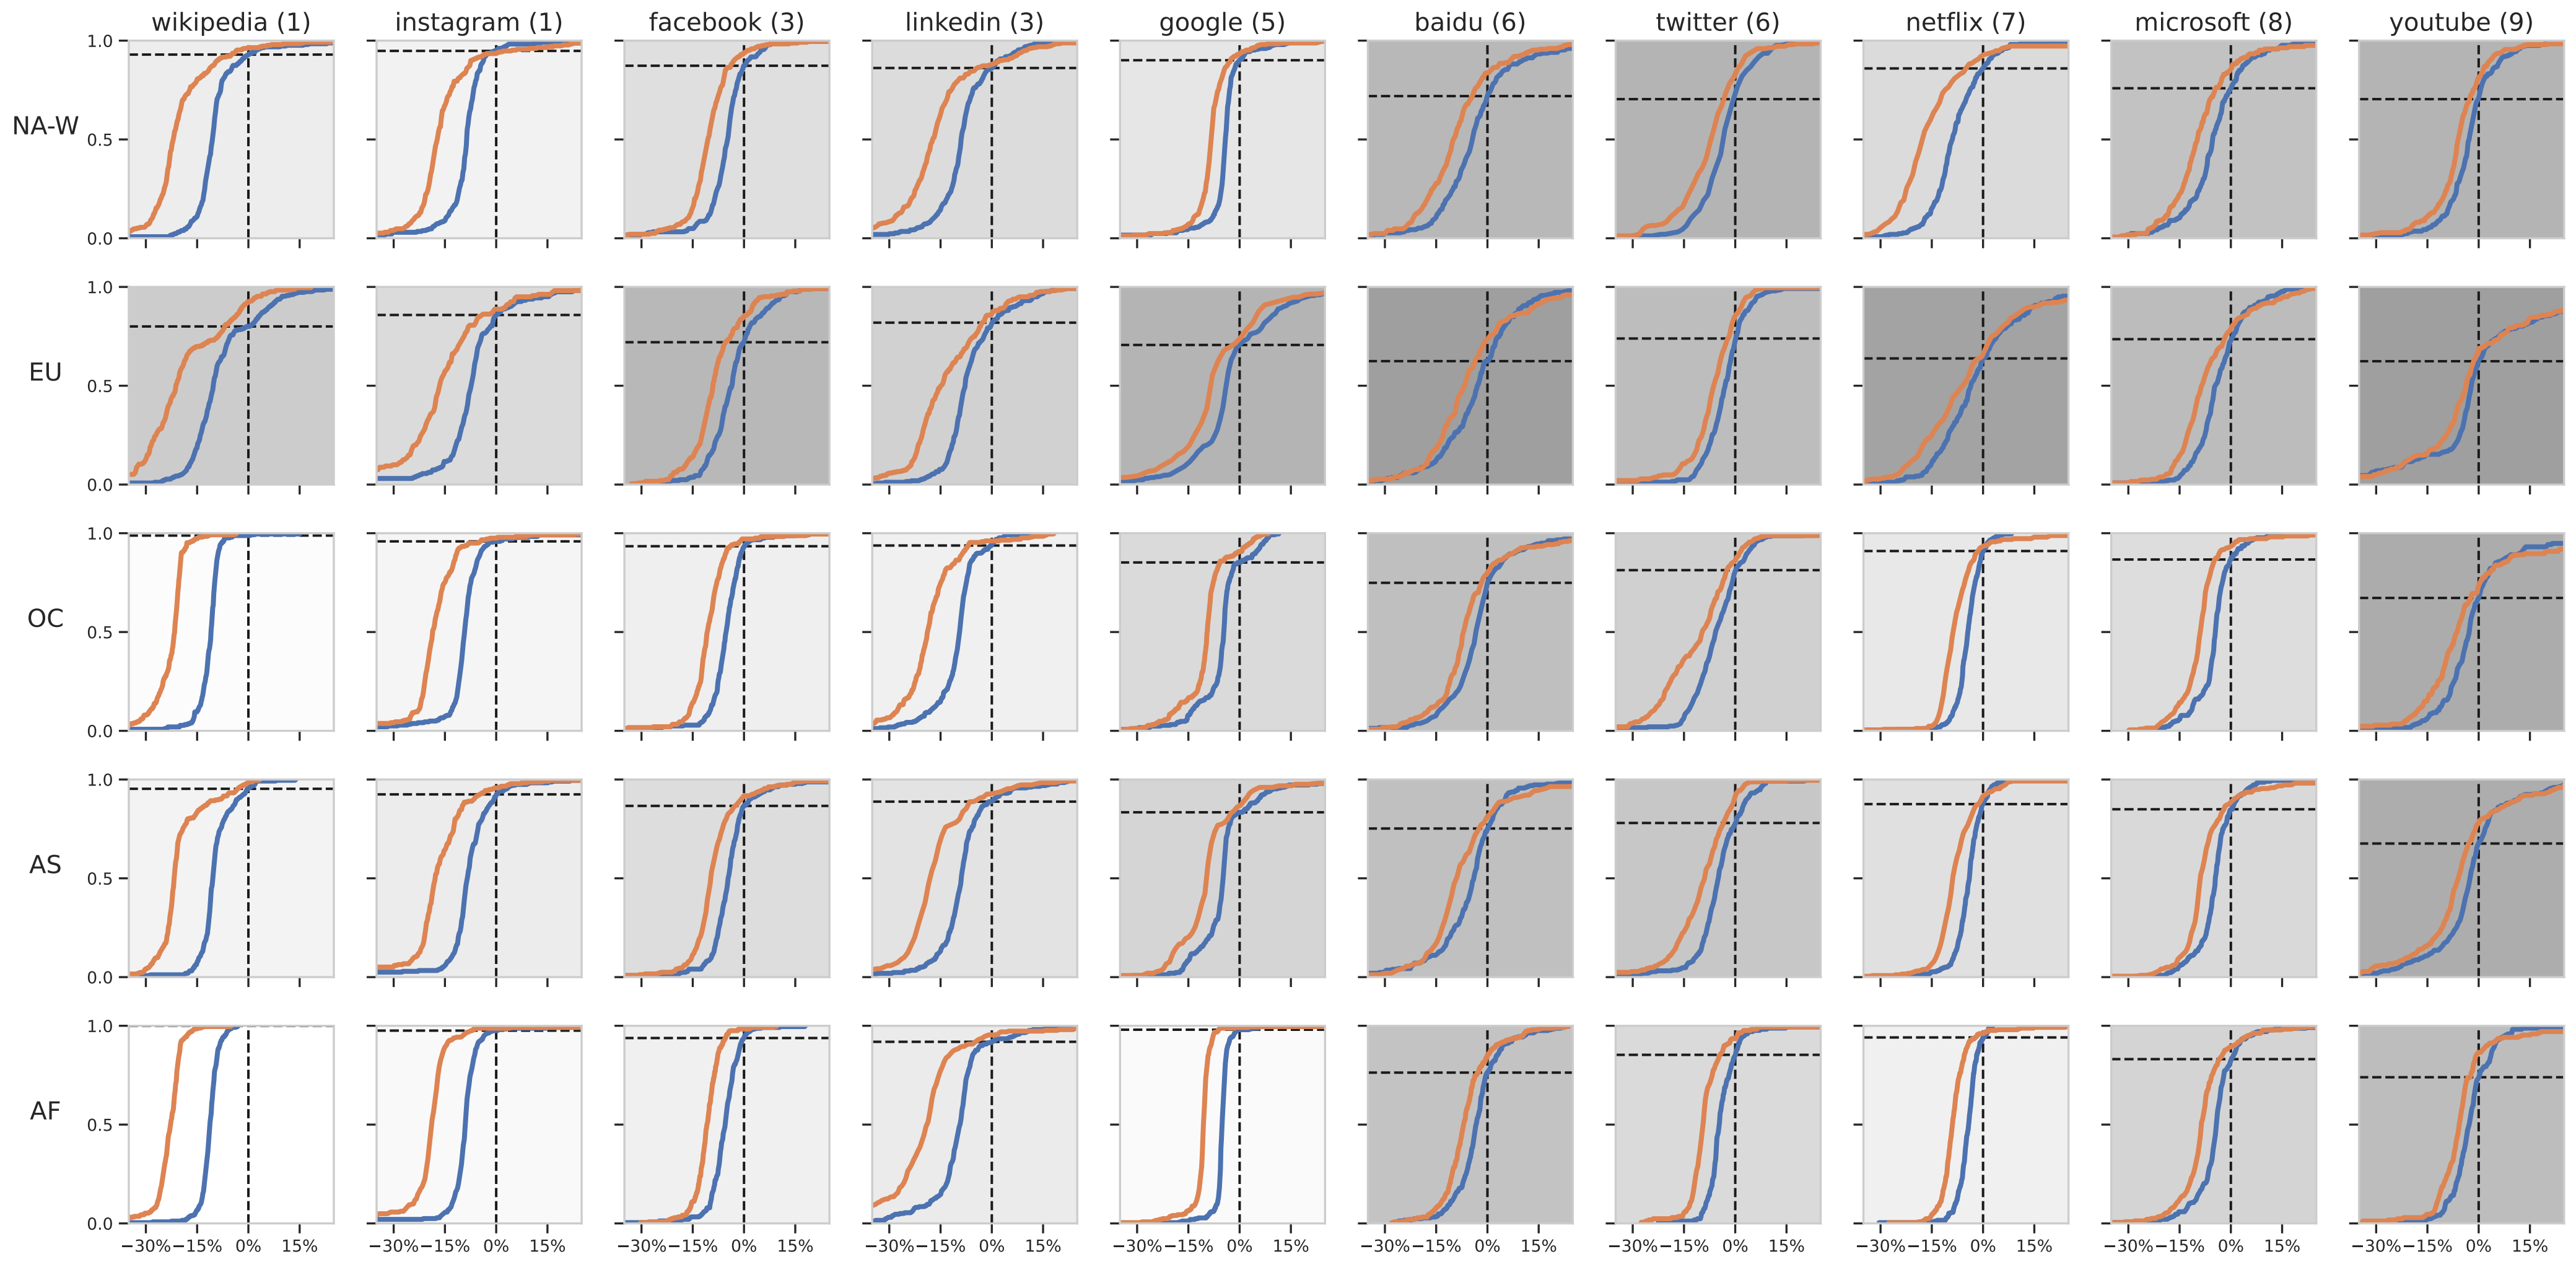 wikipedia (1) instagram (1) facebook (3) linkedin (3) google (5) baidu (6) twitter (6) netflix (7) microsoft (8) youtube (9)
1.0
NA-W
0.5
0.0
1.0
EU
0.5
0.0
1.0
OC
0.5
0.0
1.0
AS
0.5
0.0
1.0
AF
0.5
0.0
−30% −15% 0% 15% −30% −15% 0% 15% −30% −15% 0% 15% −30% −15% 0% 15% −30% −15% 0% 15% −30% −15% 0% 15% −30% −15% 0% 15% −30% −15% 0% 15% −30% −15% 0% 15% −30% −15% 0% 15%